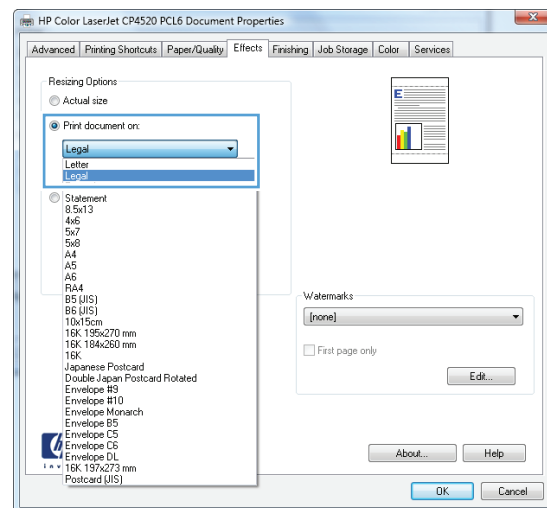 HP Color LaserJet CP4520 PCL6 Document Properties
Advanced Printing Shortcuts Paper/Quality Effects Finishing Job Storage Color Services
Resizing Options
Actual size
Print document on:
Legal
Letter
Legal
Statement
8.5x13
4x6
5x7
5x8
A4
A5
A6
RA4
B5 (JIS)
B6 (JIS)
10x15cm
16K 195x270 mm
16K 184x260 mm
16K
Japanese Postcard
Double Japan Postcard Rotated
Envelope #9
Envelope #10
Envelope Monarch
Envelope B5
Envelope C5
Envelope C6
Envelope DL
16K 197x273 mm
Postcard (JIS)
E
Watermarks
[none]
First page only
Edit...
i n v
About... Help
OK Cancel